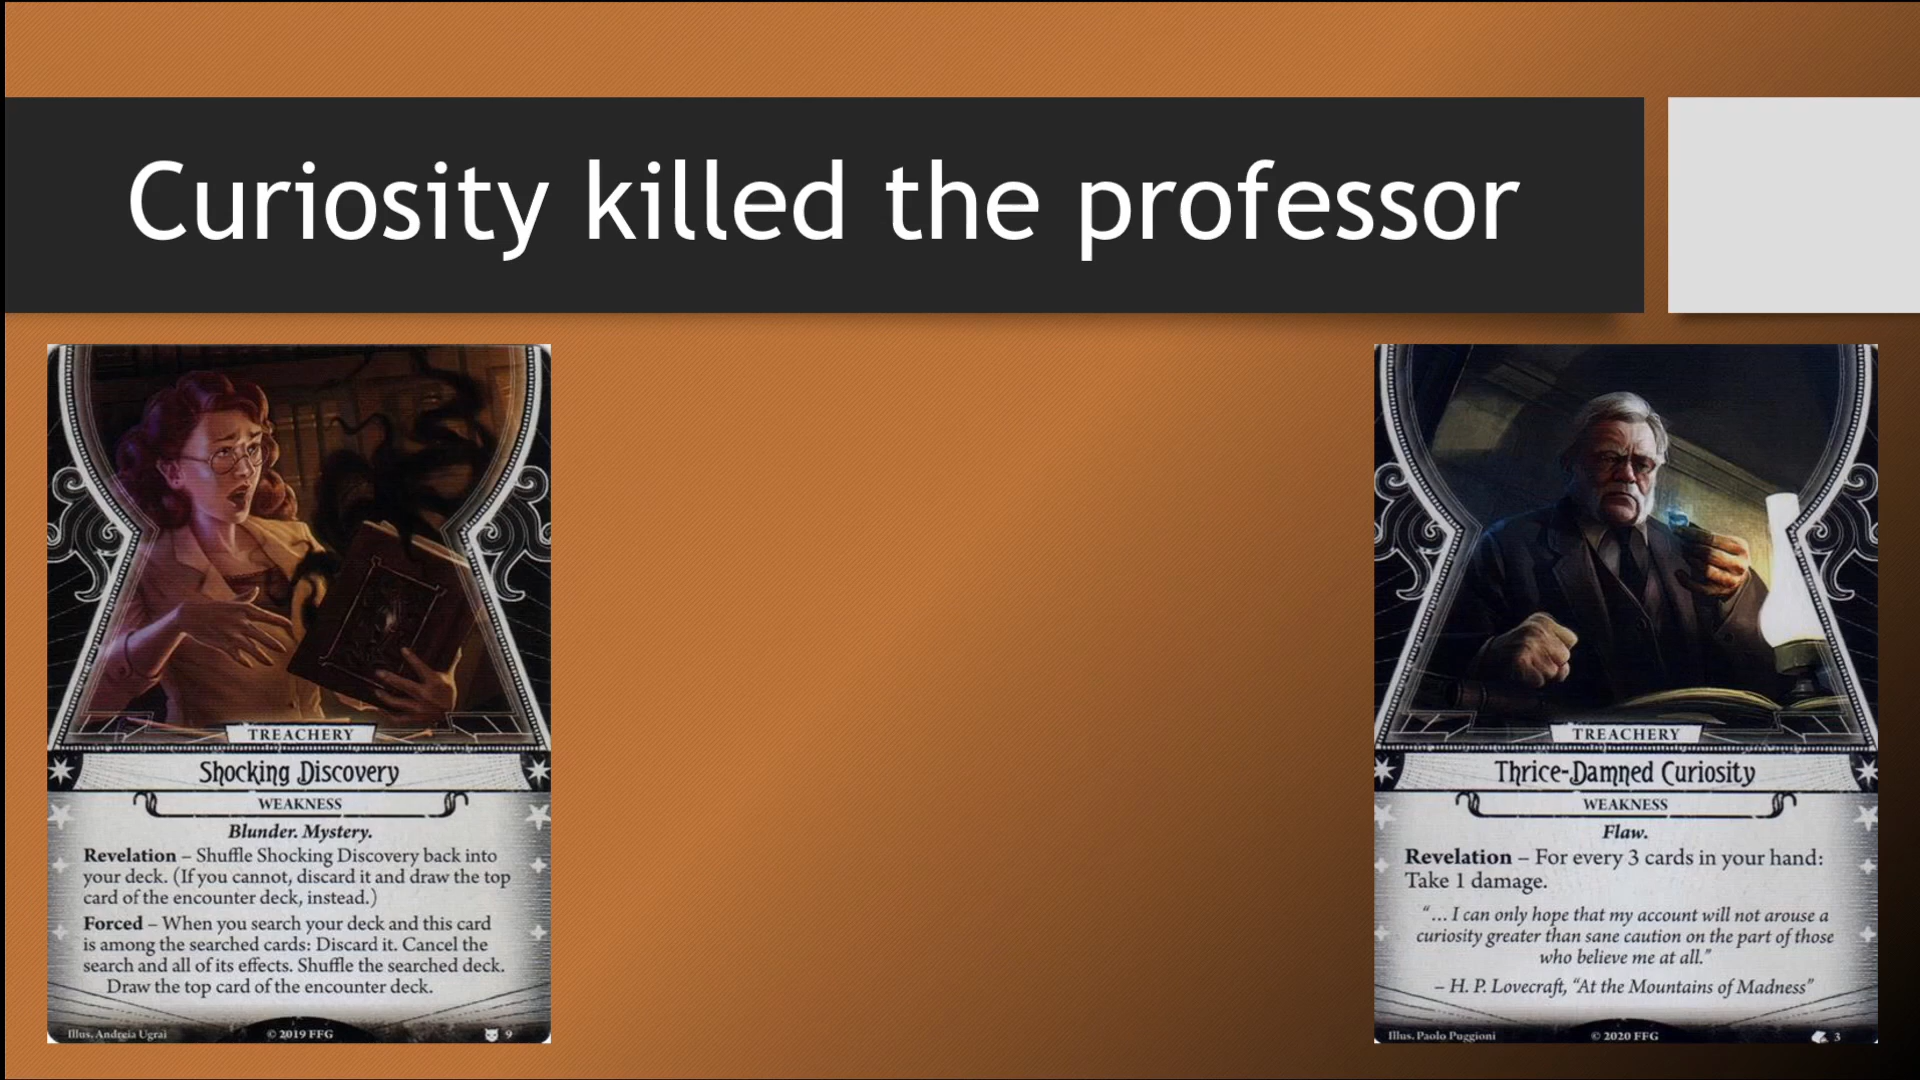 Curiosity killed the professor
TREACHERY
Shocking Discovery
WEAKNESS
Blunder. Mystery.
Revelation – Shuffle Shocking Discovery back into
your deck. (If you cannot, discard it and draw the top
card of the encounter deck, instead.)
Forced – When you search your deck and this card
is among the searched cards: Discard it. Cancel the
search and all of its effects. Shuffle the searched deck.
Draw the top card of the encounter deck.
Illus. Andreia Ugrai
© 2019 FFG
9
TREACHERY
Thrice-Damned Curiosity
WEAKNESS
Flaw.
Revelation – For every 3 cards in your hand:
Take 1 damage.
“… I can only hope that my account will not arouse a
curiosity greater than sane caution on the part of those
who believe me at all.”
– H. P. Lovecraft, “At the Mountains of Madness”
Illus. Paolo Puggioni
© 2020 FFG
3